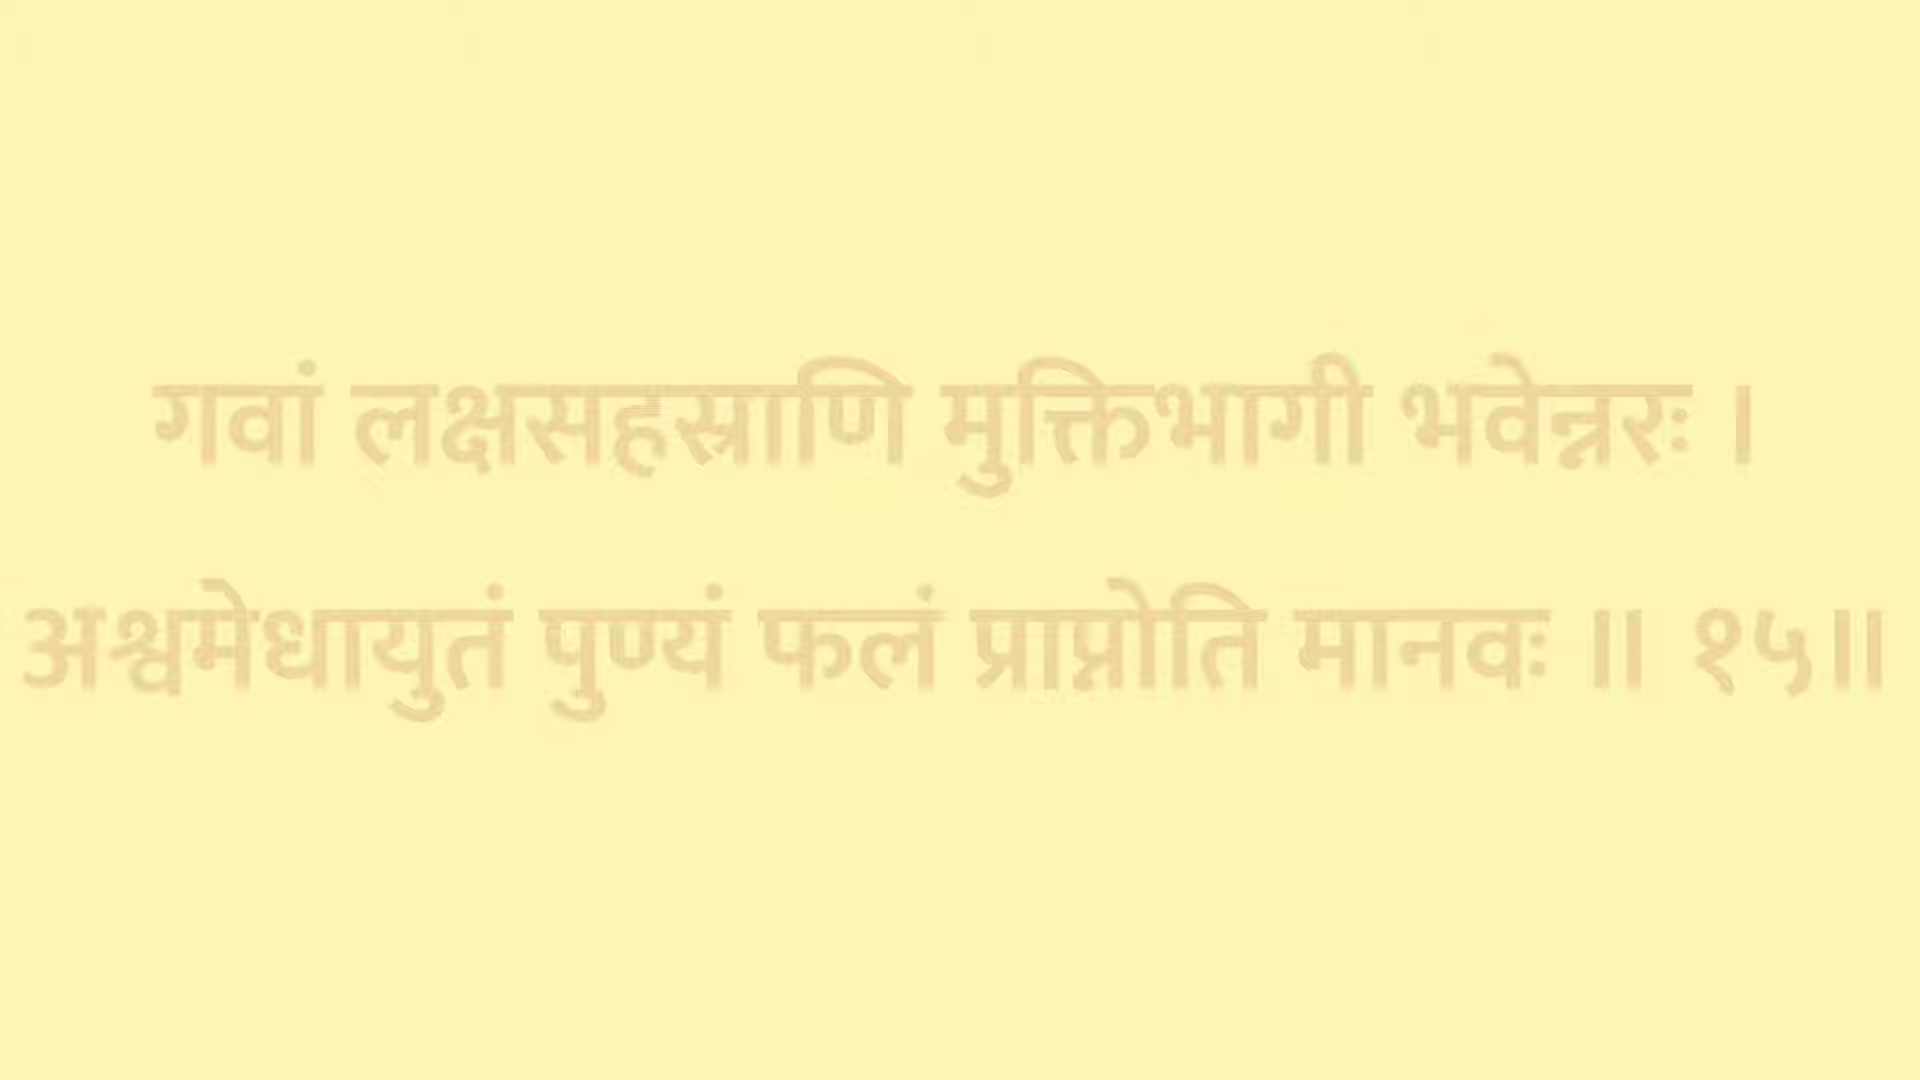 गवां लक्षसहस्राणि मुक्तिभागी भवेन्नरः ।
अश्वमेधायुतं पुण्यं फलं प्राप्नोति मानवः ॥ १५॥